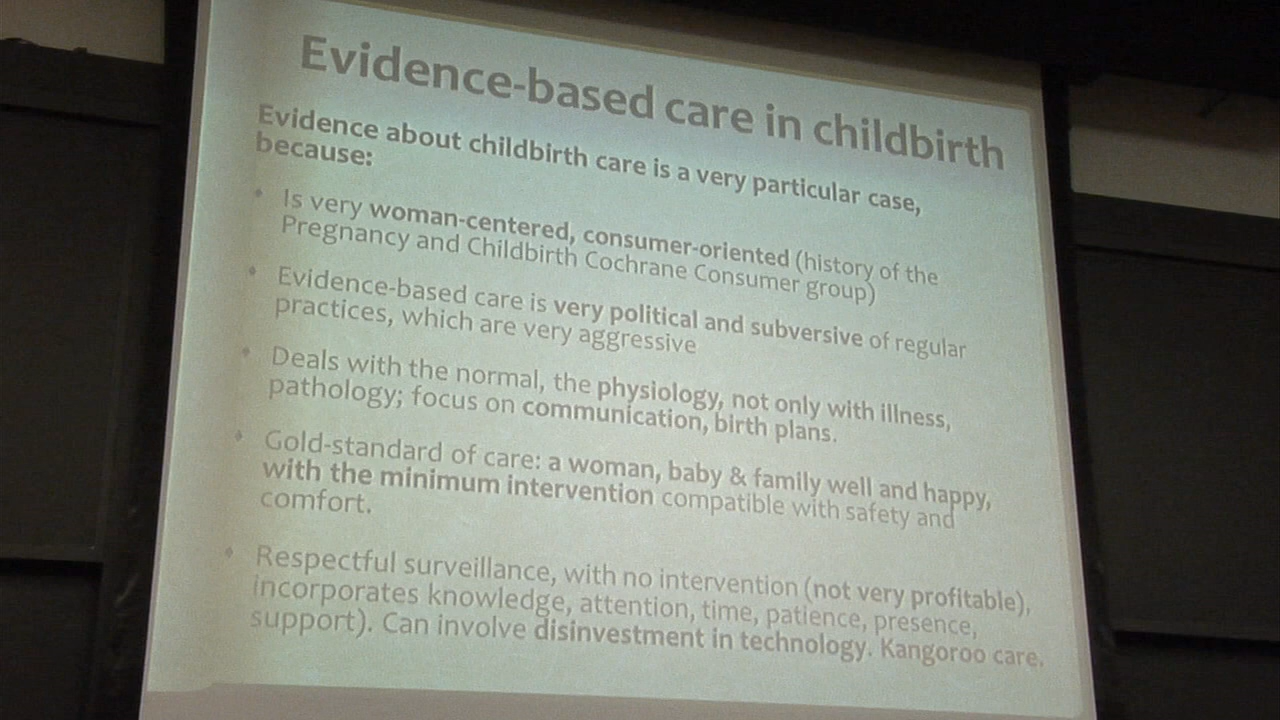 Evidence-based care in childbirth
Evidence about childbirth care is a very particular case,
because:
• Is very woman-centered, consumer-oriented (history of the
Pregnancy and Childbirth Cochrane Consumer group)
• Evidence-based care is very political and subversive of regular
practices, which are very aggressive
• Deals with the normal, the physiology, not only with illness,
pathology; focus on communication, birth plans.
• Gold-standard of care: a woman, baby & family well and happy,
with the minimum intervention compatible with safety and
comfort.
• Respectful surveillance, with no intervention (not very profitable),
incorporates knowledge, attention, time, patience, presence,
support). Can involve disinvestment in technology. Kangoroo care.